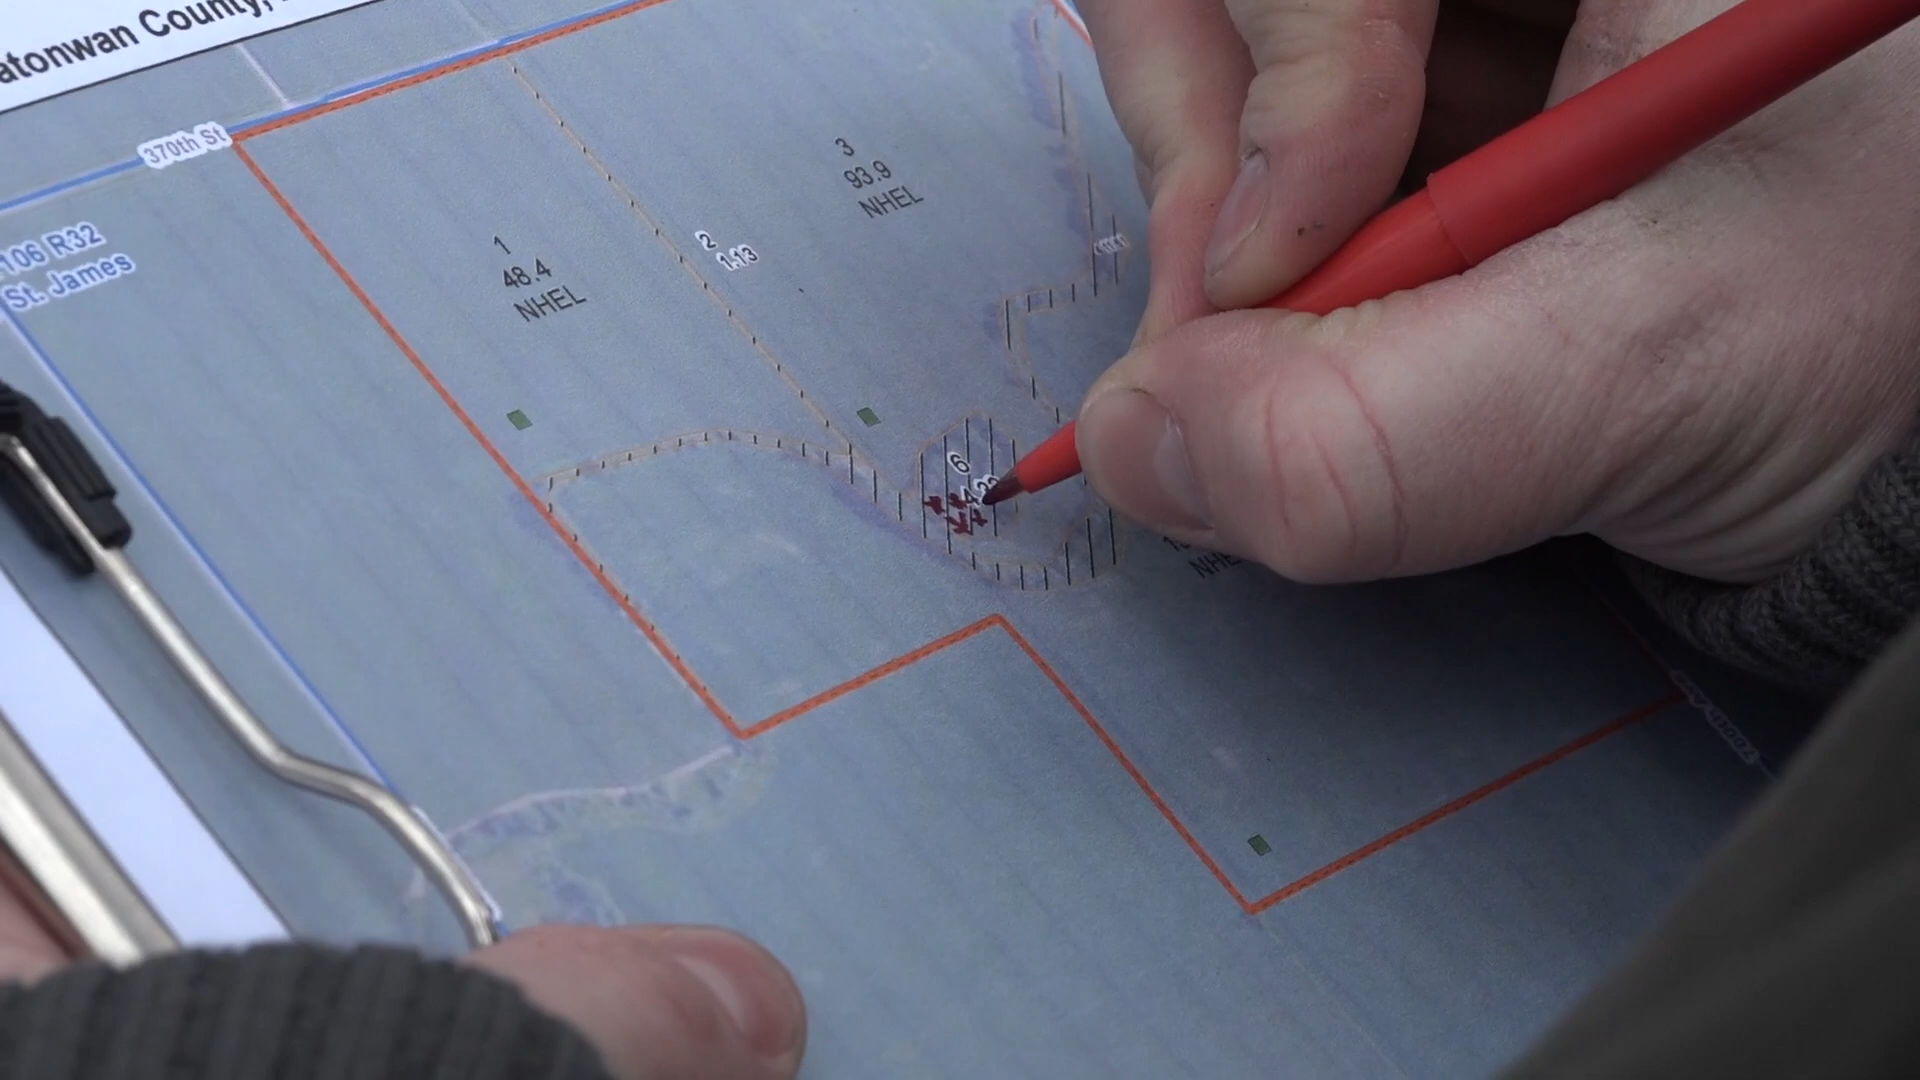 atonwan County,
370th St
106 R32
St. James
1
48.4
NHEL
2
1.13
3
93.9
NHEL
6
NHE